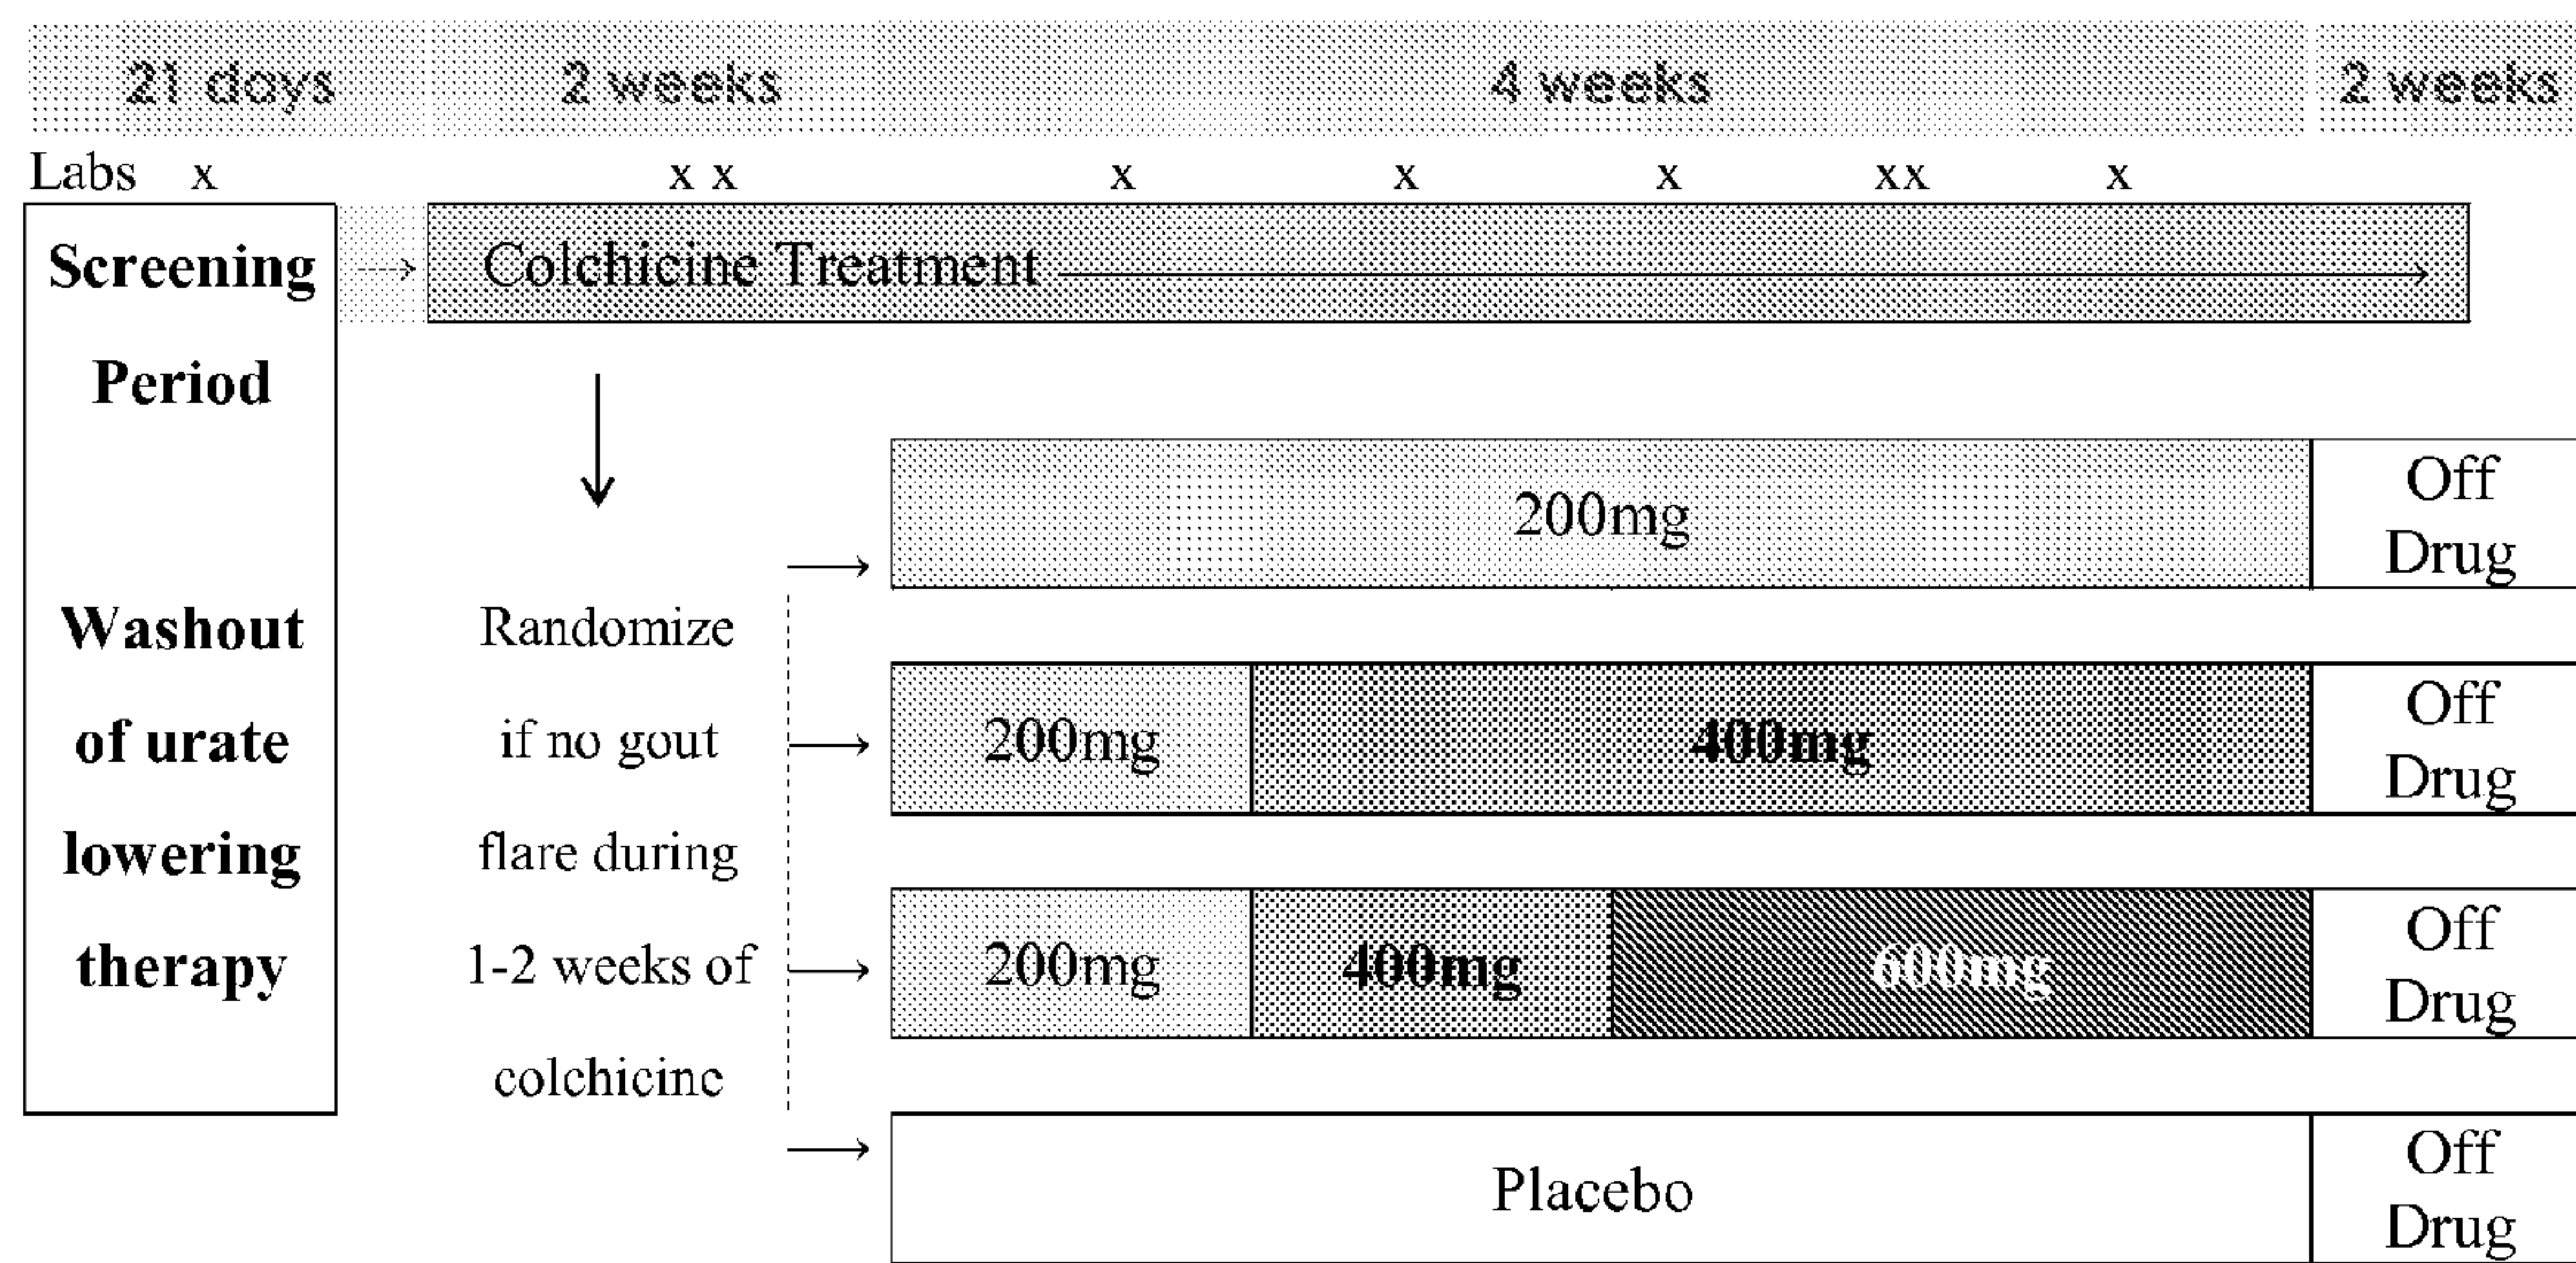 21 days 2 weeks 4 weeks 2 weeks
Labs x x x x x x xx x
Screening
Period
Washout
of urate
lowering
therapy
Colchicine Treatment
Randomize
if no gout
flare during
1-2 weeks of
colchicine
200mg
Off
Drug
200mg 400mg
Off
Drug
200mg 400mg 600mg
Off
Drug
Placebo
Off
Drug